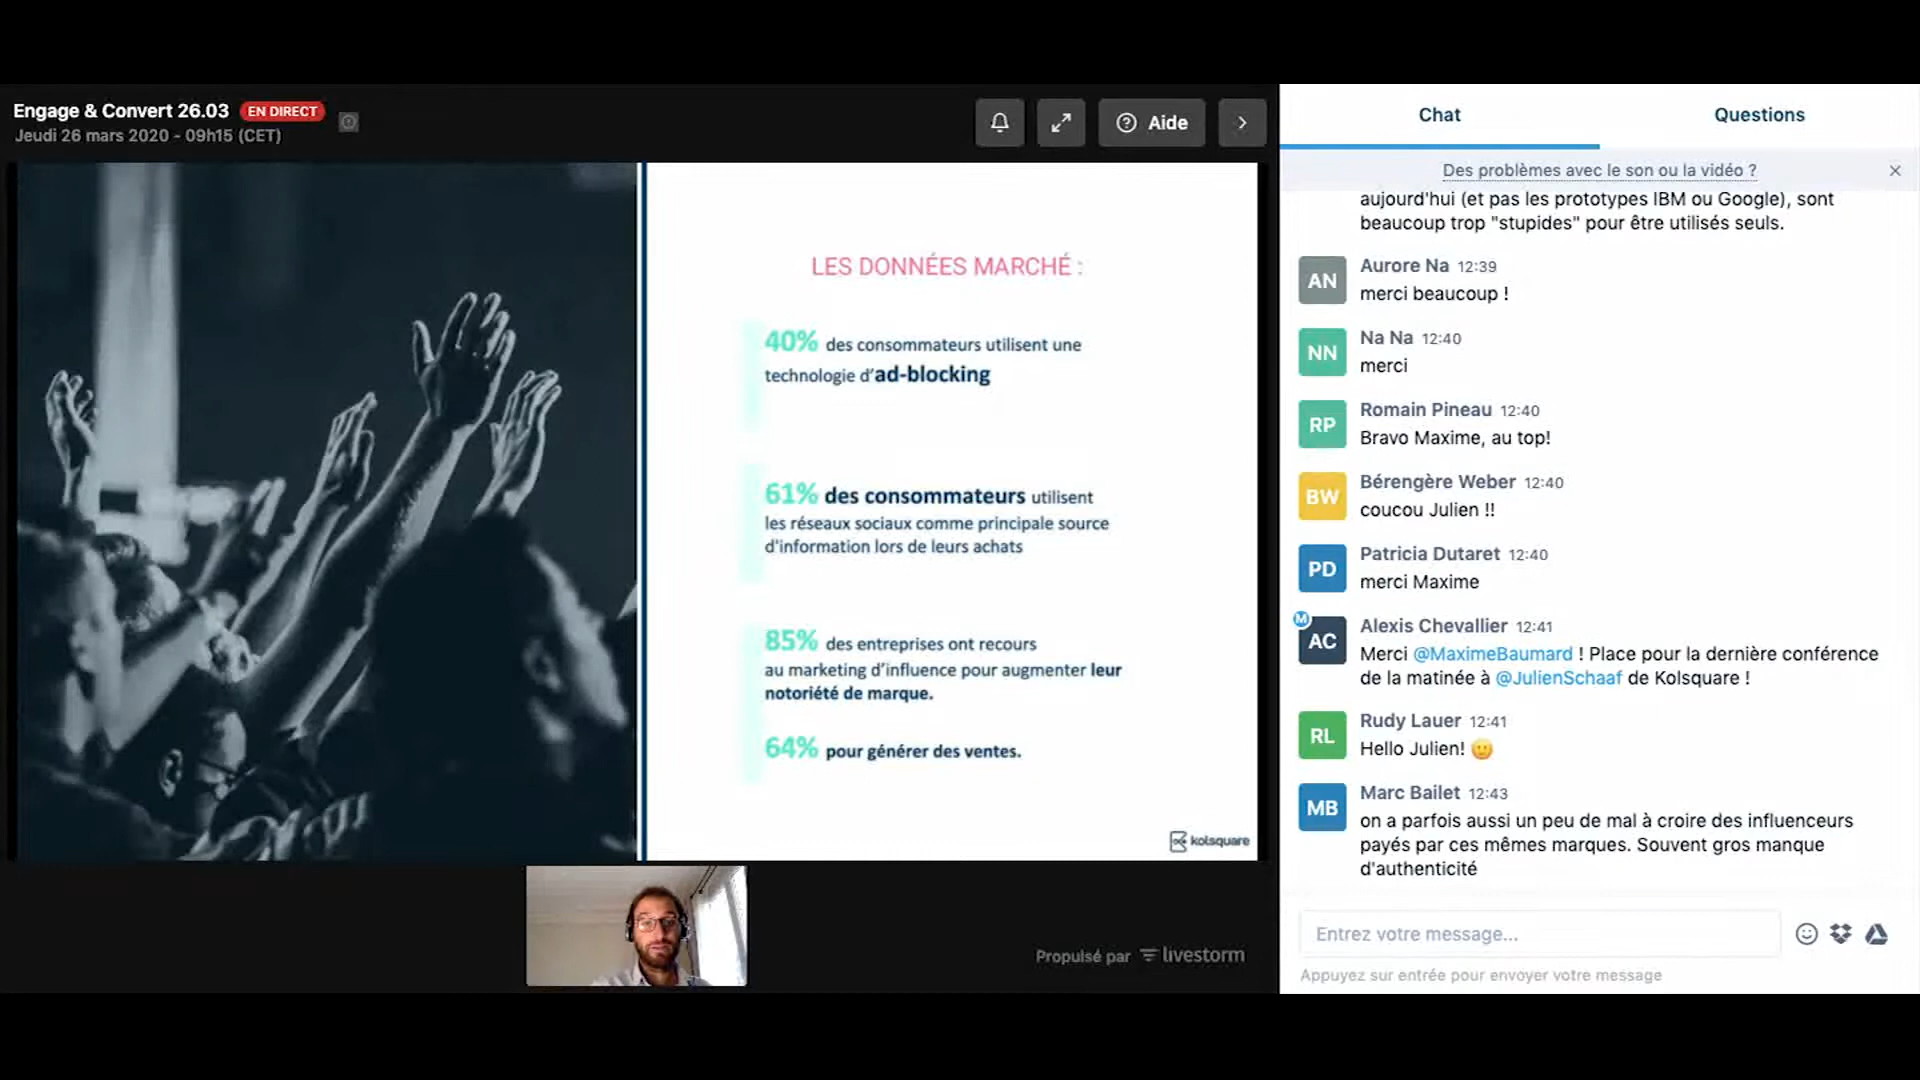 Engage & Convert 26.03 EN DIRECT
Jeudi 26 mars 2020 - 09h15 (CET)
Aide
LES DONNÉES MARCHÉ :
40% des consommateurs utilisent une
technologie d'ad-blocking
61% des consommateurs utilisent
les réseaux sociaux comme principale source
d'information lors de leurs achats
85% des entreprises ont recours
au marketing d'influence pour augmenter leur
notoriété de marque.
64% pour générer des ventes.
kolsquare
Propulsé par livestorm
Chat
Questions
Des problèmes avec le son ou la vidéo ?
aujourd'hui (et pas les prototypes IBM ou Google), sont
beaucoup trop "stupides" pour être utilisés seuls.
AN
Aurore Na 12:39
merci beaucoup !
NN
Na Na 12:40
merci
RP
Romain Pineau 12:40
Bravo Maxime, au top!
BW
Bérengère Weber 12:40
coucou Julien !!
PD
Patricia Dutaret 12:40
merci Maxime
M
AC
Alexis Chevallier 12:41
Merci @MaximeBaumard ! Place pour la dernière conférence
de la matinée à @JulienSchaaf de Kolsquare !
RL
Rudy Lauer 12:41
Hello Julien! 🙂
MB
Marc Bailet 12:43
on a parfois aussi un peu de mal à croire des influenceurs
payés par ces mêmes marques. Souvent gros manque
d'authenticité
Entrez votre message...
Appuyez sur entrée pour envoyer votre message